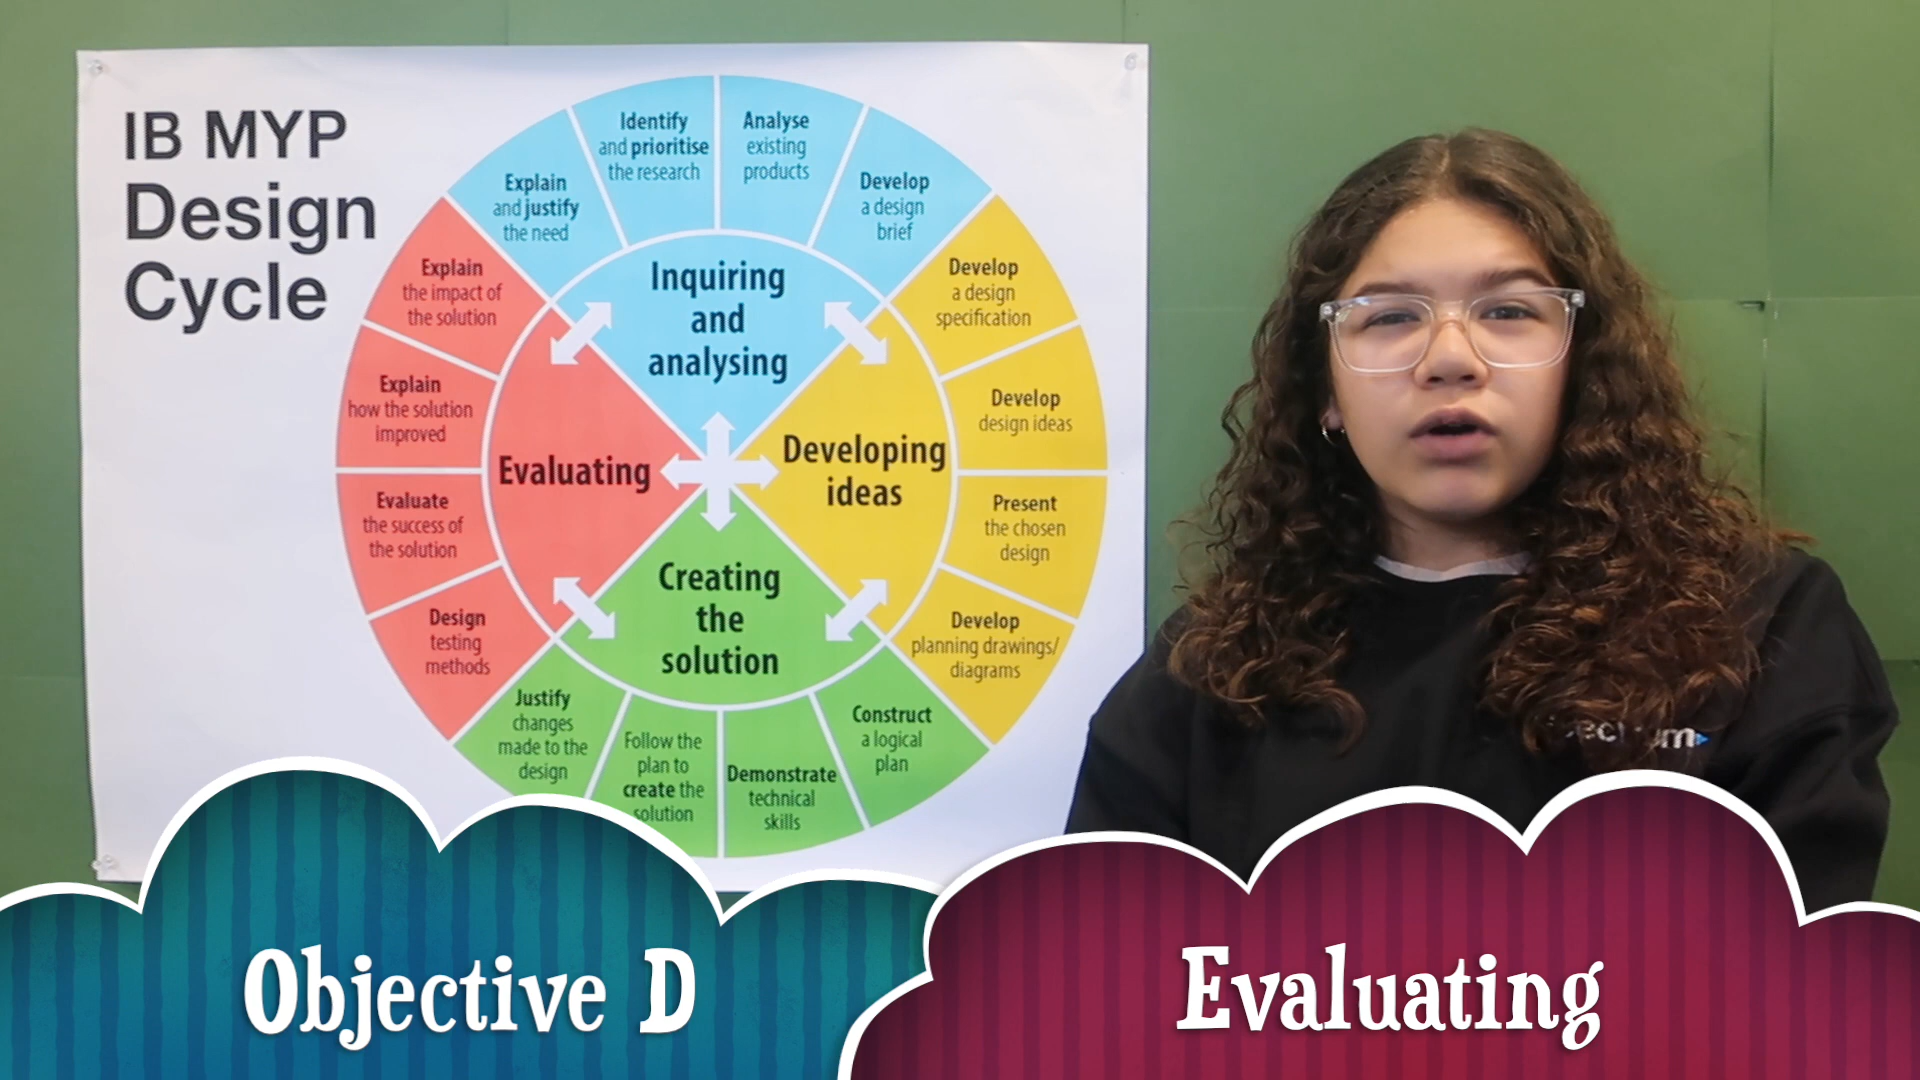 IB MYP
Design
Cycle
Identify
and prioritise
the research
Analyse
existing
products
Explain
and justify
the need
Develop
a design
brief
Inquiring
and
analysing
Explain
the impact of
the solution
Develop
a design
specification
Explain
how the solution
improved
Develop
design ideas
Evaluating
Developing
ideas
Evaluate
the success of
the solution
Present
the chosen
design
Creating
the
solution
Design
testing
methods
Develop
planning drawings/
diagrams
Justify
changes
made to the
design
Follow the
plan to
create the
solution
Demonstrate
technical
skills
Construct
a logical
plan
Objective D
Evaluating